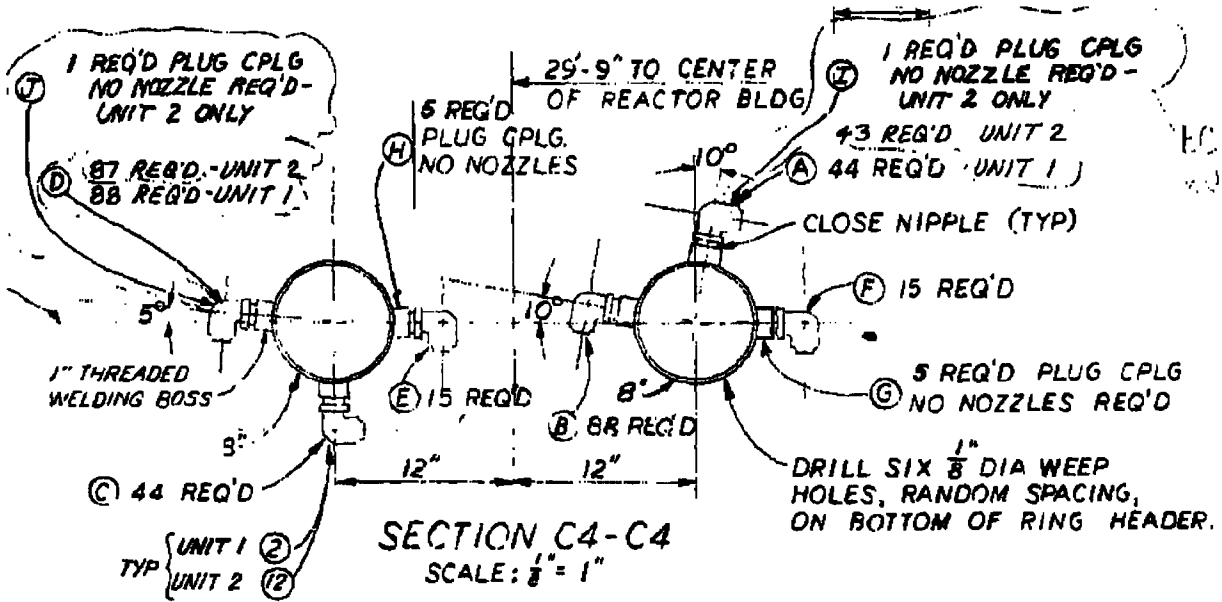 1 REQ'D PLUG CPLG
NO NOZZLE REQ'D-
UNIT 2 ONLY
J
87 REQ'D.-UNIT 2
88 REQ'D-UNIT 1
D
5 REQ'D
PLUG CPLG.
NO NOZZLES
H
29'-9" TO CENTER
OF REACTOR BLDG
1 REQ'D PLUG CPLG
NO NOZZLE REQ'D-
UNIT 2 ONLY
I
43 REQ'D UNIT 2
A 44 REQ'D UNIT 1
10°
CLOSE NIPPLE (TYP)
F 15 REQ'D
5°
10°
1" THREADED
WELDING BOSS
E 15 REQ'D
8"
B 88 REQ'D
G 5 REQ'D PLUG CPLG
NO NOZZLES REQ'D
8"
12"
12"
C 44 REQ'D
DRILL SIX 1/8" DIA WEEP
HOLES, RANDOM SPACING,
ON BOTTOM OF RING HEADER.
TYP { UNIT 1 2
UNIT 2 12
SECTION C4-C4
SCALE: 1/8" = 1"